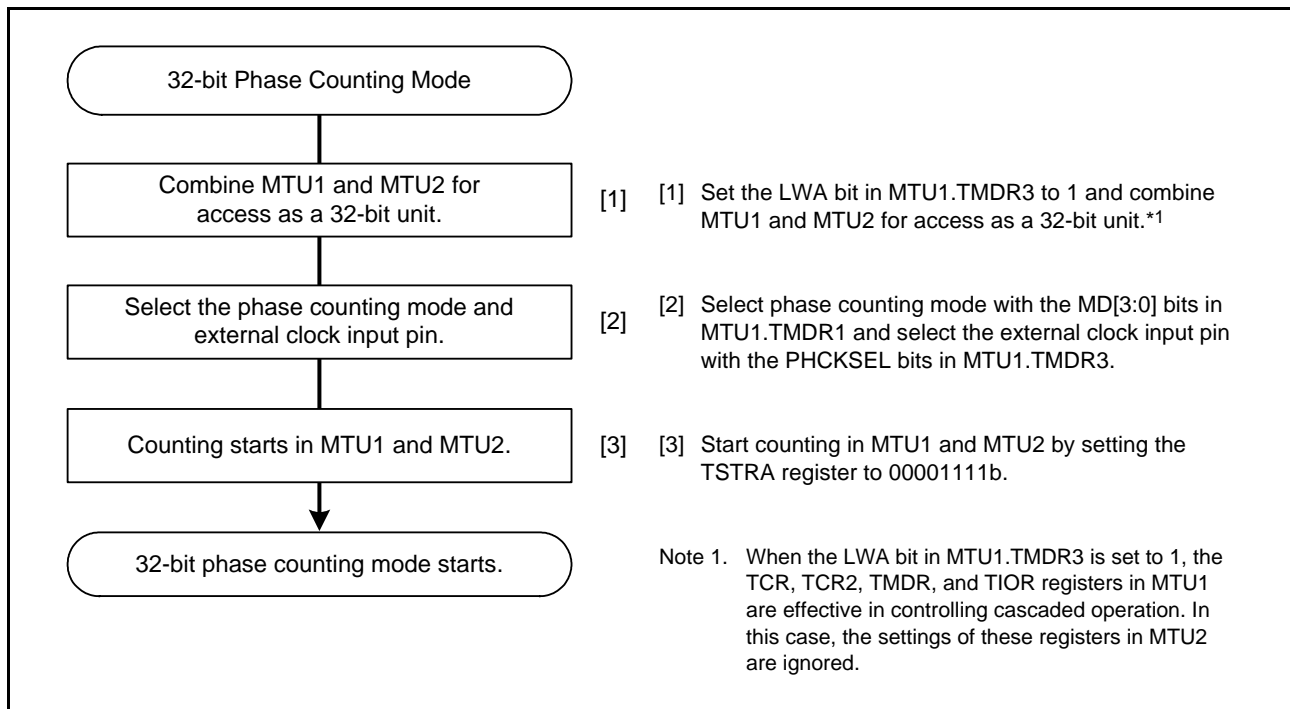 32-bit Phase Counting Mode
Combine MTU1 and MTU2 for
access as a 32-bit unit.
[1]
[1] Set the LWA bit in MTU1.TMDR3 to 1 and combine
MTU1 and MTU2 for access as a 32-bit unit.*1
Select the phase counting mode and
external clock input pin.
[2]
[2] Select phase counting mode with the MD[3:0] bits in
MTU1.TMDR1 and select the external clock input pin
with the PHCKSEL bits in MTU1.TMDR3.
Counting starts in MTU1 and MTU2.
[3]
[3] Start counting in MTU1 and MTU2 by setting the
TSTRA register to 00001111b.
32-bit phase counting mode starts.
Note 1. When the LWA bit in MTU1.TMDR3 is set to 1, the
TCR, TCR2, TMDR, and TIOR registers in MTU1
are effective in controlling cascaded operation. In
this case, the settings of these registers in MTU2
are ignored.